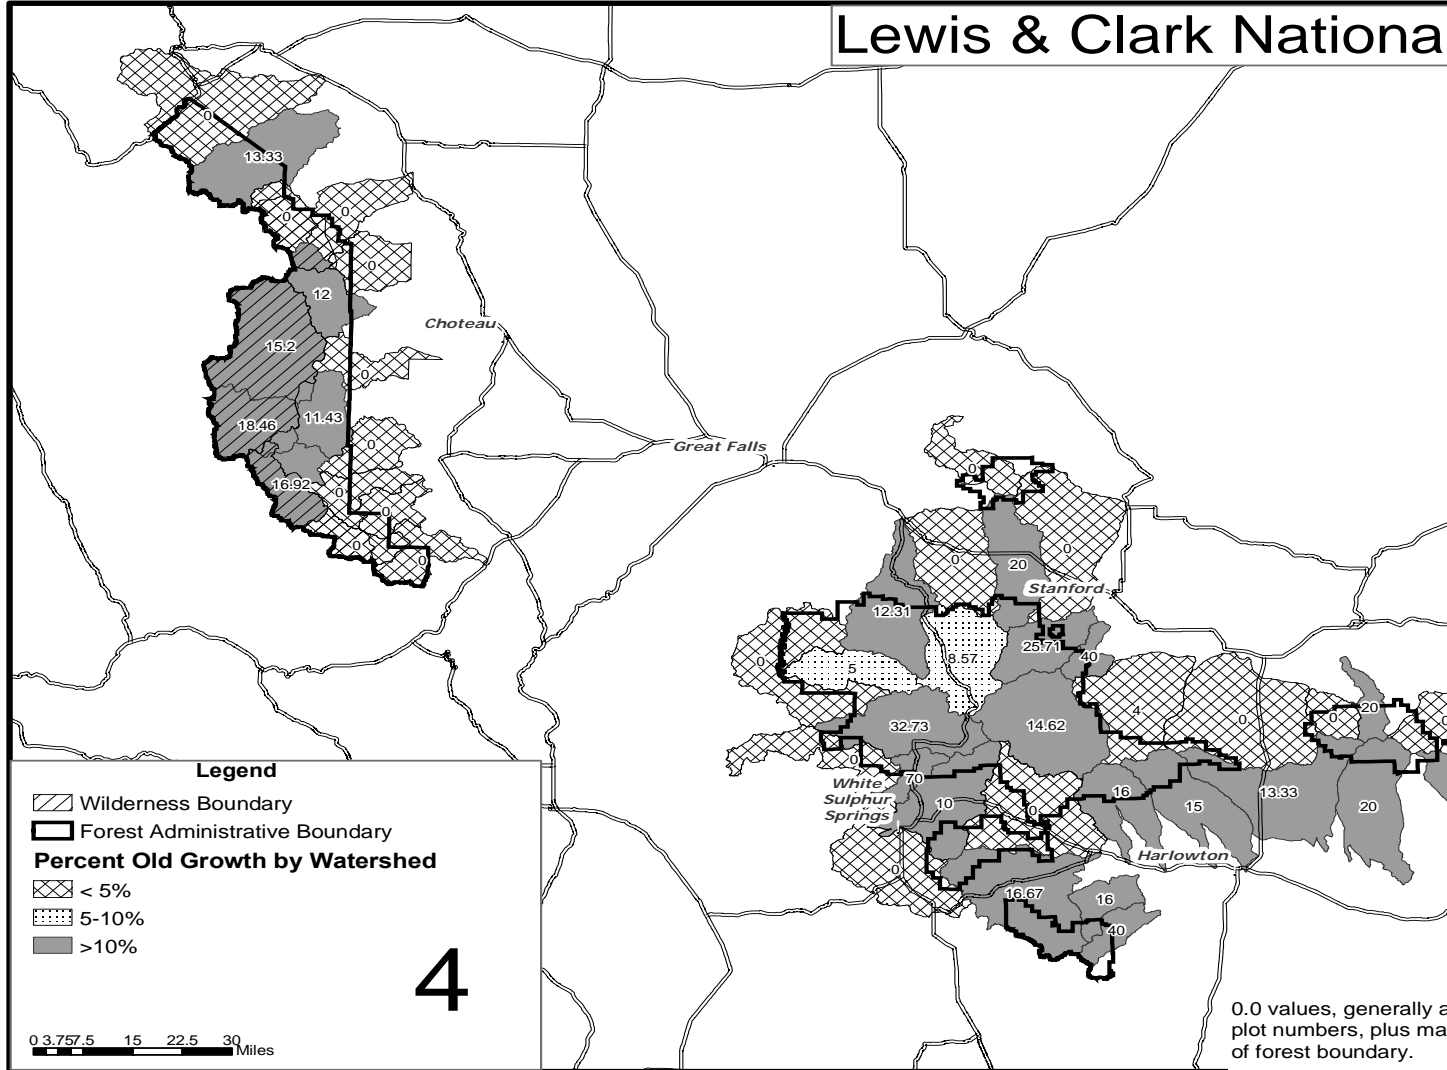 Lewis & Clark Nationa
0
13.33
0
0
0
12
Choteau
15.2
0
11.43
18.46
0
Great Falls
16.92
0
0
0
0
0
0
0
20
Stanford
12.31
25.71
40
8.57
0
5
4
0
20
0
32.73
14.62
0
70
White
Sulphur
Springs
10
0
16
15
13.33
20
Harlowton
0
16.67
16
40
Legend
Wilderness Boundary
Forest Administrative Boundary
Percent Old Growth by Watershed
< 5%
5-10%
>10%
4
0 3.75 7.5 15 22.5 30
Miles
0.0 values, generally a
plot numbers, plus ma
of forest boundary.